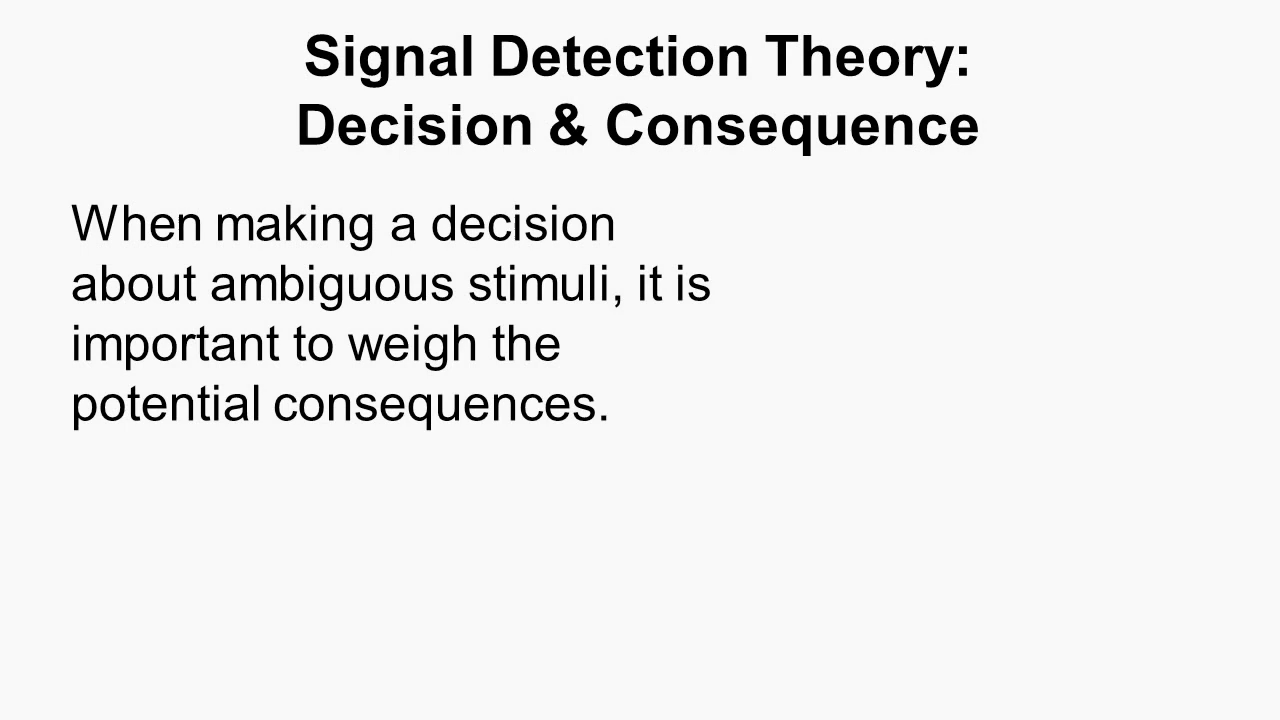 Signal Detection Theory:
Decision & Consequence
When making a decision
about ambiguous stimuli, it is
important to weigh the
potential consequences.